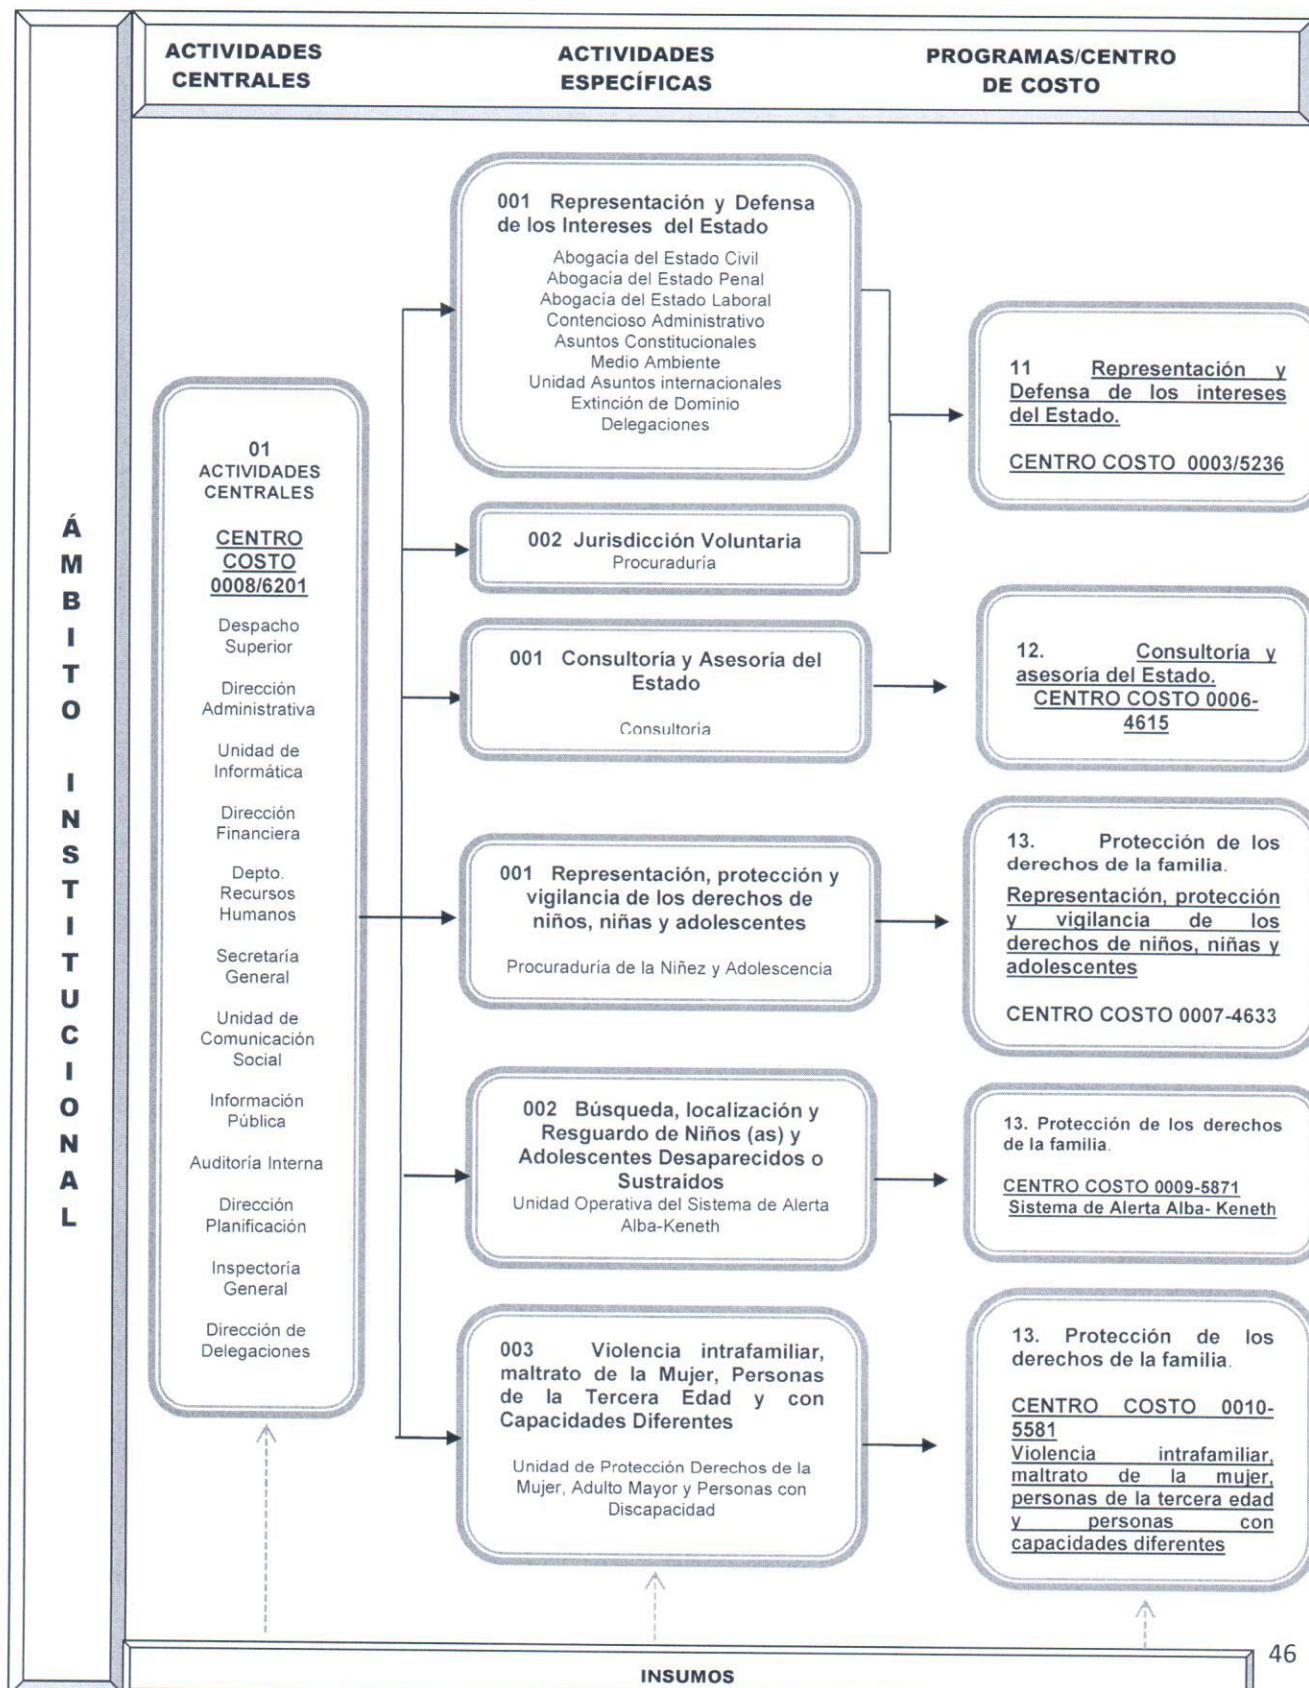 ACTIVIDADES
CENTRALES
ACTIVIDADES
ESPECÍFICAS
PROGRAMAS/CENTRO
DE COSTO
ÁMBITO INSTITUCIONAL
01
ACTIVIDADES
CENTRALES
CENTRO
COSTO
0008/6201
Despacho
Superior
Dirección
Administrativa
Unidad de
Informática
Dirección
Financiera
Depto.
Recursos
Humanos
Secretaría
General
Unidad de
Comunicación
Social
Información
Pública
Auditoría Interna
Dirección
Planificación
Inspectoría
General
Dirección de
Delegaciones
001 Representación y Defensa
de los Intereses del Estado
Abogacía del Estado Civil
Abogacía del Estado Penal
Abogacía del Estado Laboral
Contencioso Administrativo
Asuntos Constitucionales
Medio Ambiente
Unidad Asuntos internacionales
Extinción de Dominio
Delegaciones
002 Jurisdicción Voluntaria
Procuraduría
001 Consultoría y Asesoría del
Estado
Consultoría
001 Representación, protección y
vigilancia de los derechos de
niños, niñas y adolescentes
Procuraduría de la Niñez y Adolescencia
002 Búsqueda, localización y
Resguardo de Niños (as) y
Adolescentes Desaparecidos o
Sustraídos
Unidad Operativa del Sistema de Alerta
Alba-Keneth
003 Violencia intrafamiliar,
maltrato de la Mujer, Personas
de la Tercera Edad y con
Capacidades Diferentes
Unidad de Protección Derechos de la
Mujer, Adulto Mayor y Personas con
Discapacidad
11 Representación y
Defensa de los intereses
del Estado.
CENTRO COSTO 0003/5236
12. Consultoría y
asesoría del Estado.
CENTRO COSTO 0006-
4615
13. Protección de los
derechos de la familia.
Representación, protección
y vigilancia de los
derechos de niños, niñas y
adolescentes
CENTRO COSTO 0007-4633
13. Protección de los derechos
de la familia.
CENTRO COSTO 0009-5871
Sistema de Alerta Alba- Keneth
13. Protección de los
derechos de la familia.
CENTRO COSTO 0010-
5581
Violencia intrafamiliar,
maltrato de la mujer,
personas de la tercera edad
y personas con
capacidades diferentes
INSUMOS
46